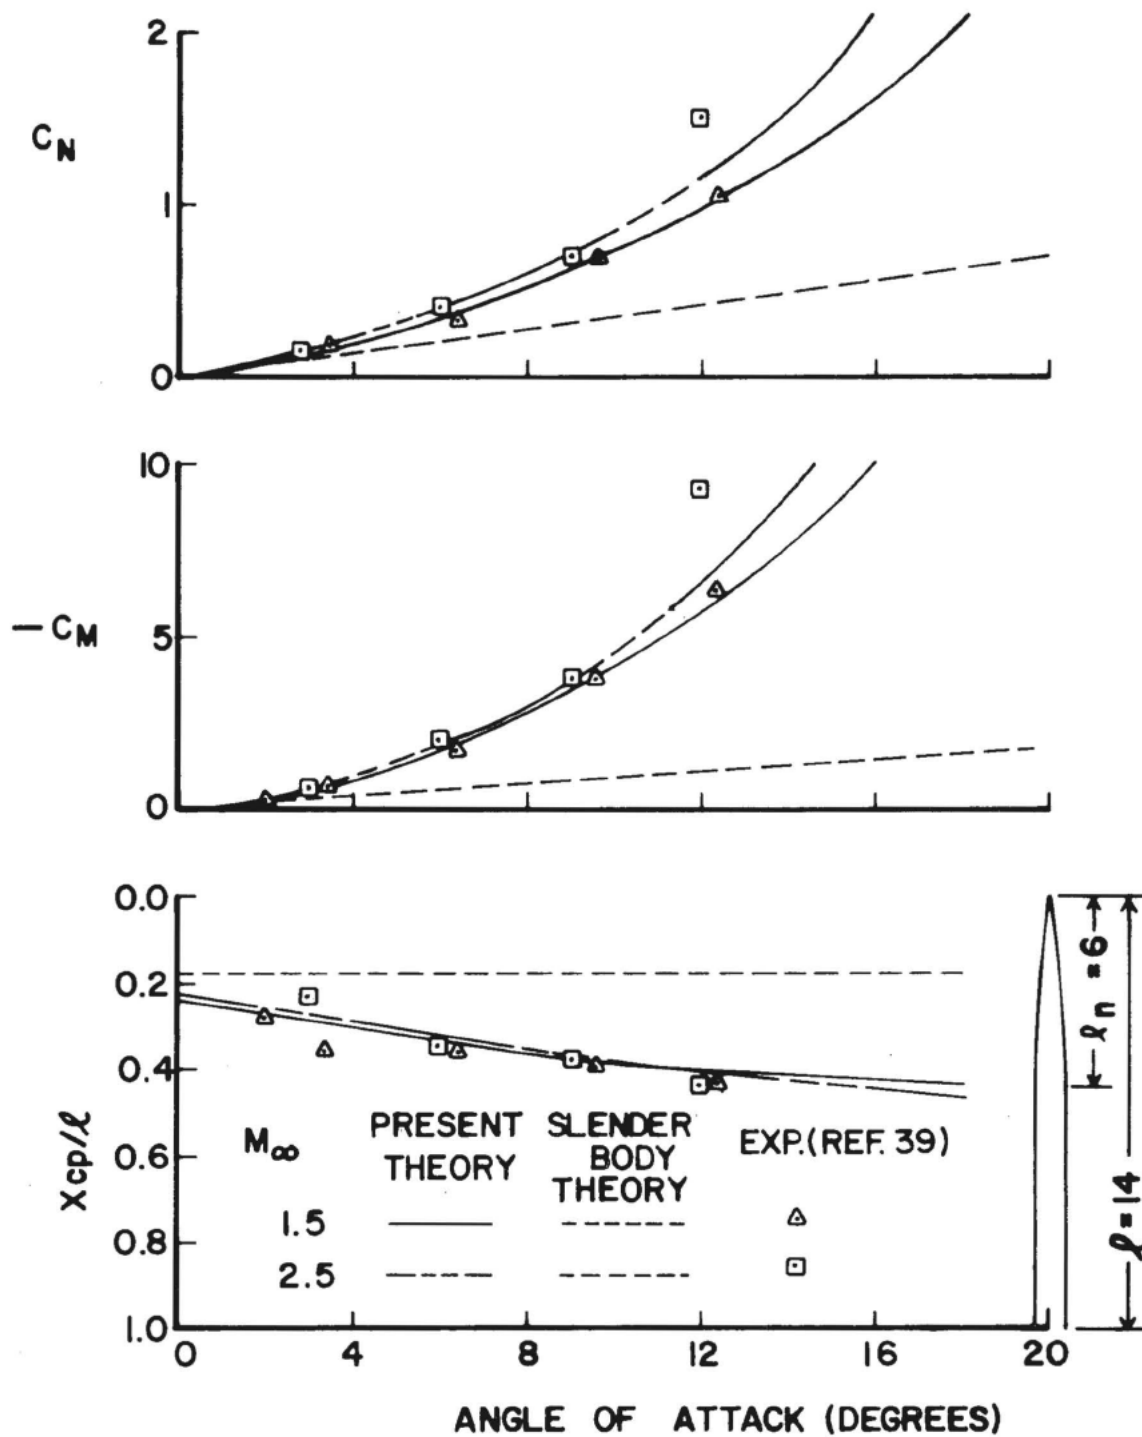 2
C_N
1
0
10
— C_M
5
0
0.0
0.2
0.4
0.6
0.8
1.0
Xcp/ℓ
M∞ PRESENT THEORY SLENDER BODY THEORY EXP. (REF. 39)
1.5
2.5
ℓn = 6
ℓ = 14
0 4 8 12 16 20
ANGLE OF ATTACK (DEGREES)